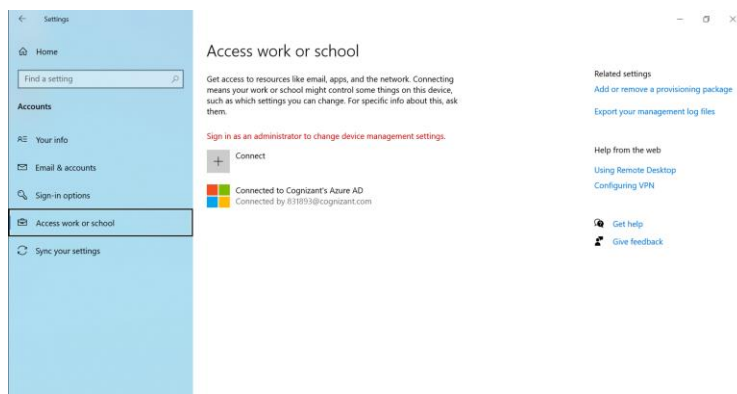 Settings
Home
Find a setting
Accounts
Your info
Email & accounts
Sign-in options
Access work or school
Sync your settings
Access work or school
Get access to resources like email, apps, and the network. Connecting
means your work or school might control some things on this device,
such as which settings you can change. For specific info about this, ask
them.
Sign in as an administrator to change device management settings.
Connect
Connected to Cognizant's Azure AD
Connected by 831893@cognizant.com
Related settings
Add or remove a provisioning package
Export your management log files
Help from the web
Using Remote Desktop
Configuring VPN
Get help
Give feedback